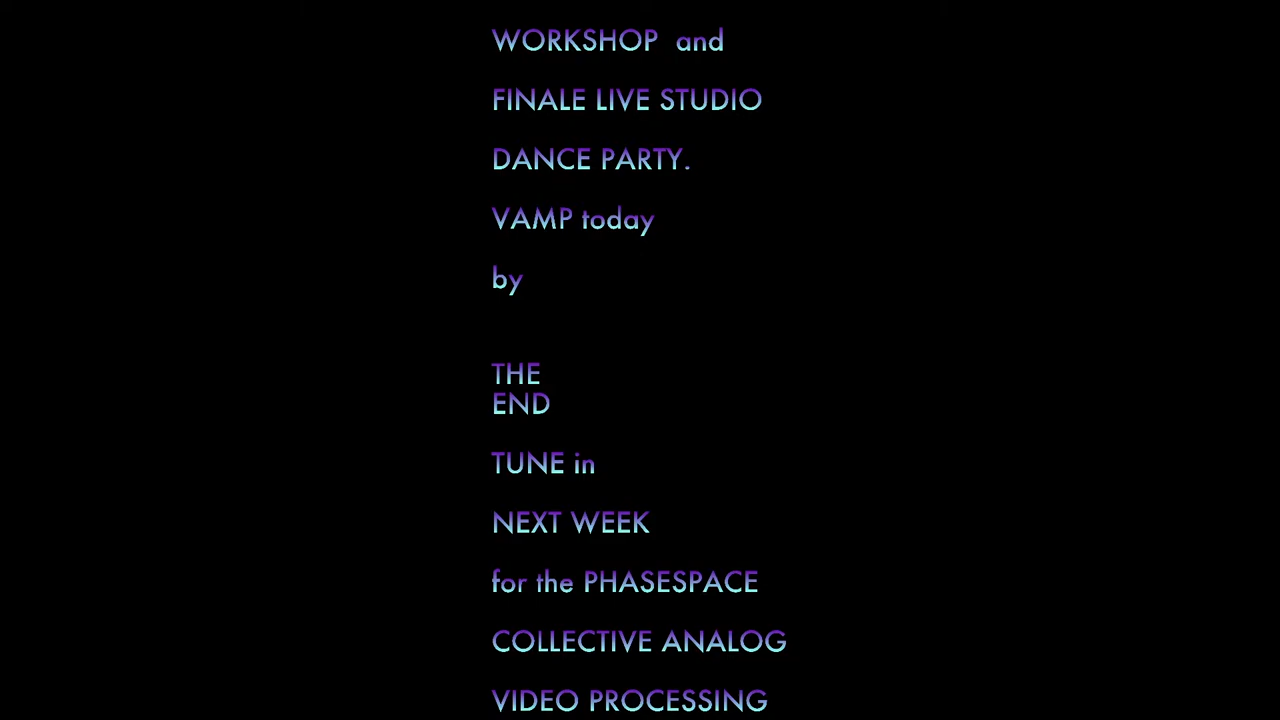 WORKSHOP and
FINALE LIVE STUDIO
DANCE PARTY.
VAMP today
by
THE
END
TUNE in
NEXT WEEK
for the PHASESPACE
COLLECTIVE ANALOG
VIDEO PROCESSING